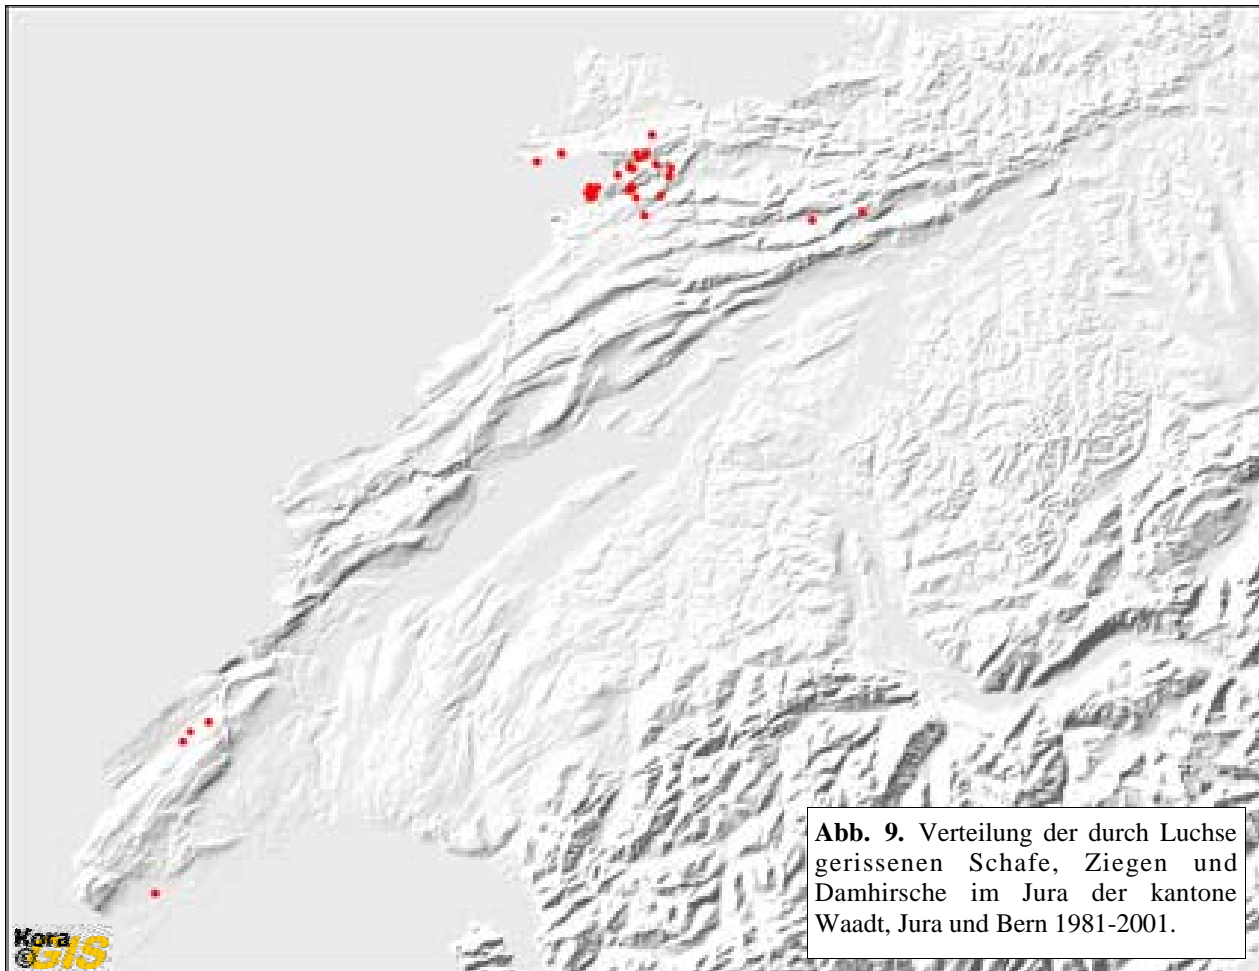 Abb. 9. Verteilung der durch Luchse
gerissenen Schafe, Ziegen und
Damhirsche im Jura der kantone
Waadt, Jura und Bern 1981-2001.
Kora
© GIS